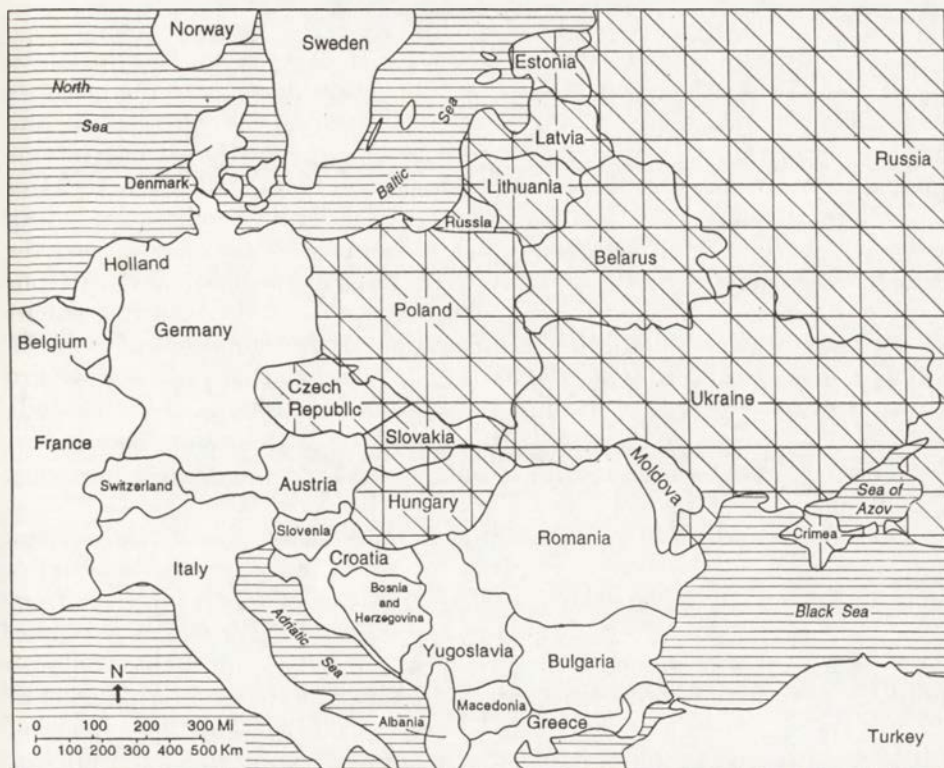 Norway
Sweden
Estonia
North
Sea
Sea
Latvia
Russia
Denmark
Baltic
Lithuania
Russia
Belarus
Holland
Poland
Germany
Belgium
Czech
Republic
Ukraine
France
Slovakia
Moldova
Switzerland
Austria
Hungary
Sea of
Azov
Slovenia
Romania
Crimea
Croatia
Italy
Bosnia
and
Herzegovina
Black Sea
Adriatic
Sea
Yugoslavia
Bulgaria
N
Macedonia
Greece
Albania
Turkey
0 100 200 300 Mi
0 100 200 300 400 500 Km